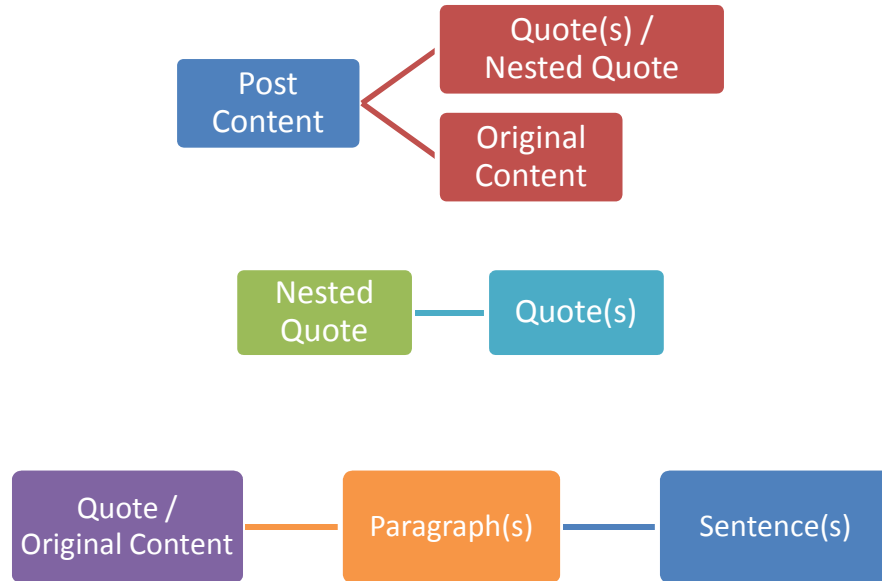 Quote(s) /
Nested Quote
Post
Content
Original
Content
Nested
Quote
Quote(s)
Quote /
Original Content
Paragraph(s)
Sentence(s)